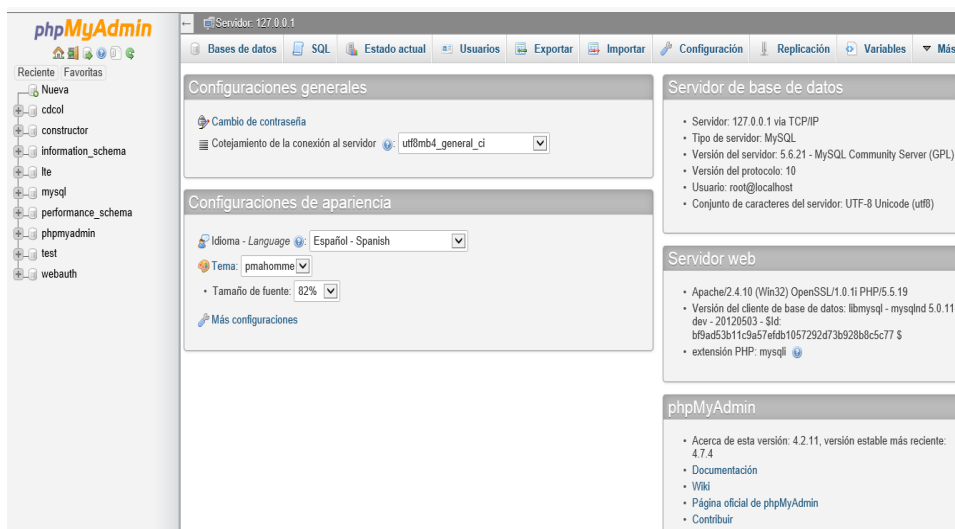 phpMyAdmin
Reciente Favoritas
Nueva
cdcol
constructor
information_schema
lte
mysql
performance_schema
phpmyadmin
test
webauth
Servidor: 127.0.0.1
Bases de datos SQL Estado actual Usuarios Exportar Importar Configuración Replicación Variables Más
Configuraciones generales
Cambio de contraseña
Cotejamiento de la conexión al servidor : utf8mb4_general_ci
Configuraciones de apariencia
Idioma - Language : Español - Spanish
Tema: pmahomme
• Tamaño de fuente: 82%
Más configuraciones
Servidor de base de datos
• Servidor: 127.0.0.1 via TCP/IP
• Tipo de servidor: MySQL
• Versión del servidor: 5.6.21 - MySQL Community Server (GPL)
• Versión del protocolo: 10
• Usuario: root@localhost
• Conjunto de caracteres del servidor: UTF-8 Unicode (utf8)
Servidor web
• Apache/2.4.10 (Win32) OpenSSL/1.0.1i PHP/5.5.19
• Versión del cliente de base de datos: libmysql - mysqlnd 5.0.11-
dev - 20120503 - $Id:
bf9ad53b11c9a57efdb1057292d73b928b8c5c77 $
• extensión PHP: mysqli
phpMyAdmin
• Acerca de esta versión: 4.2.11, versión estable más reciente:
4.7.4
• Documentación
• Wiki
• Página oficial de phpMyAdmin
• Contribuir